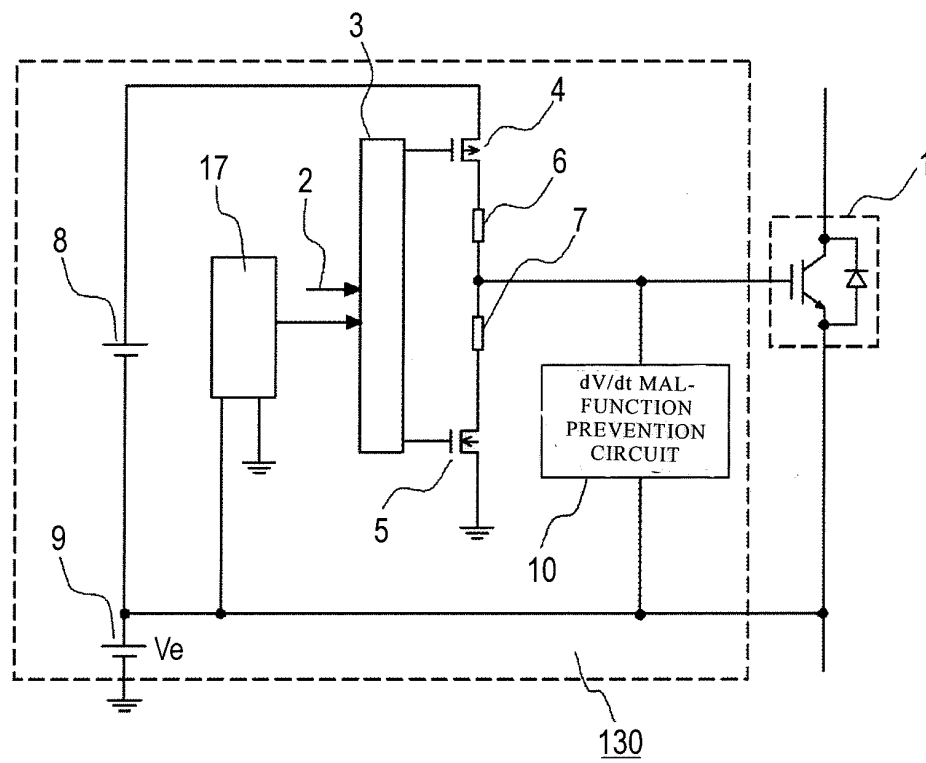 3
4
1
17
2
6
7
8
dV/dt MAL-
FUNCTION
PREVENTION
CIRCUIT
5
10
9
Ve
130